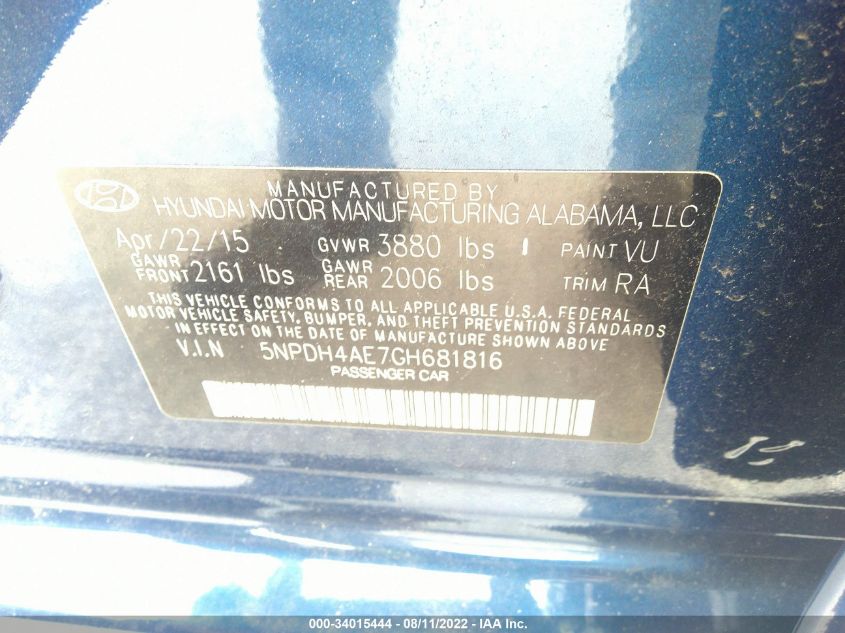 MANUFACTURED BY
HYUNDAI MOTOR MANUFACTURING ALABAMA, LLC
Apr/22/15 GVWR 3880 lbs PAINT VU
GAWR FRONT 2161 lbs GAWR REAR 2006 lbs TRIM RA
THIS VEHICLE CONFORMS TO ALL APPLICABLE U.S.A. FEDERAL
MOTOR VEHICLE SAFETY, BUMPER, AND THEFT PREVENTION STANDARDS
IN EFFECT ON THE DATE OF MANUFACTURE SHOWN ABOVE.
V.I.N 5NPDH4AE7GH681816
PASSENGER CAR
000-34015444 - 08/11/2022 - IAA Inc.